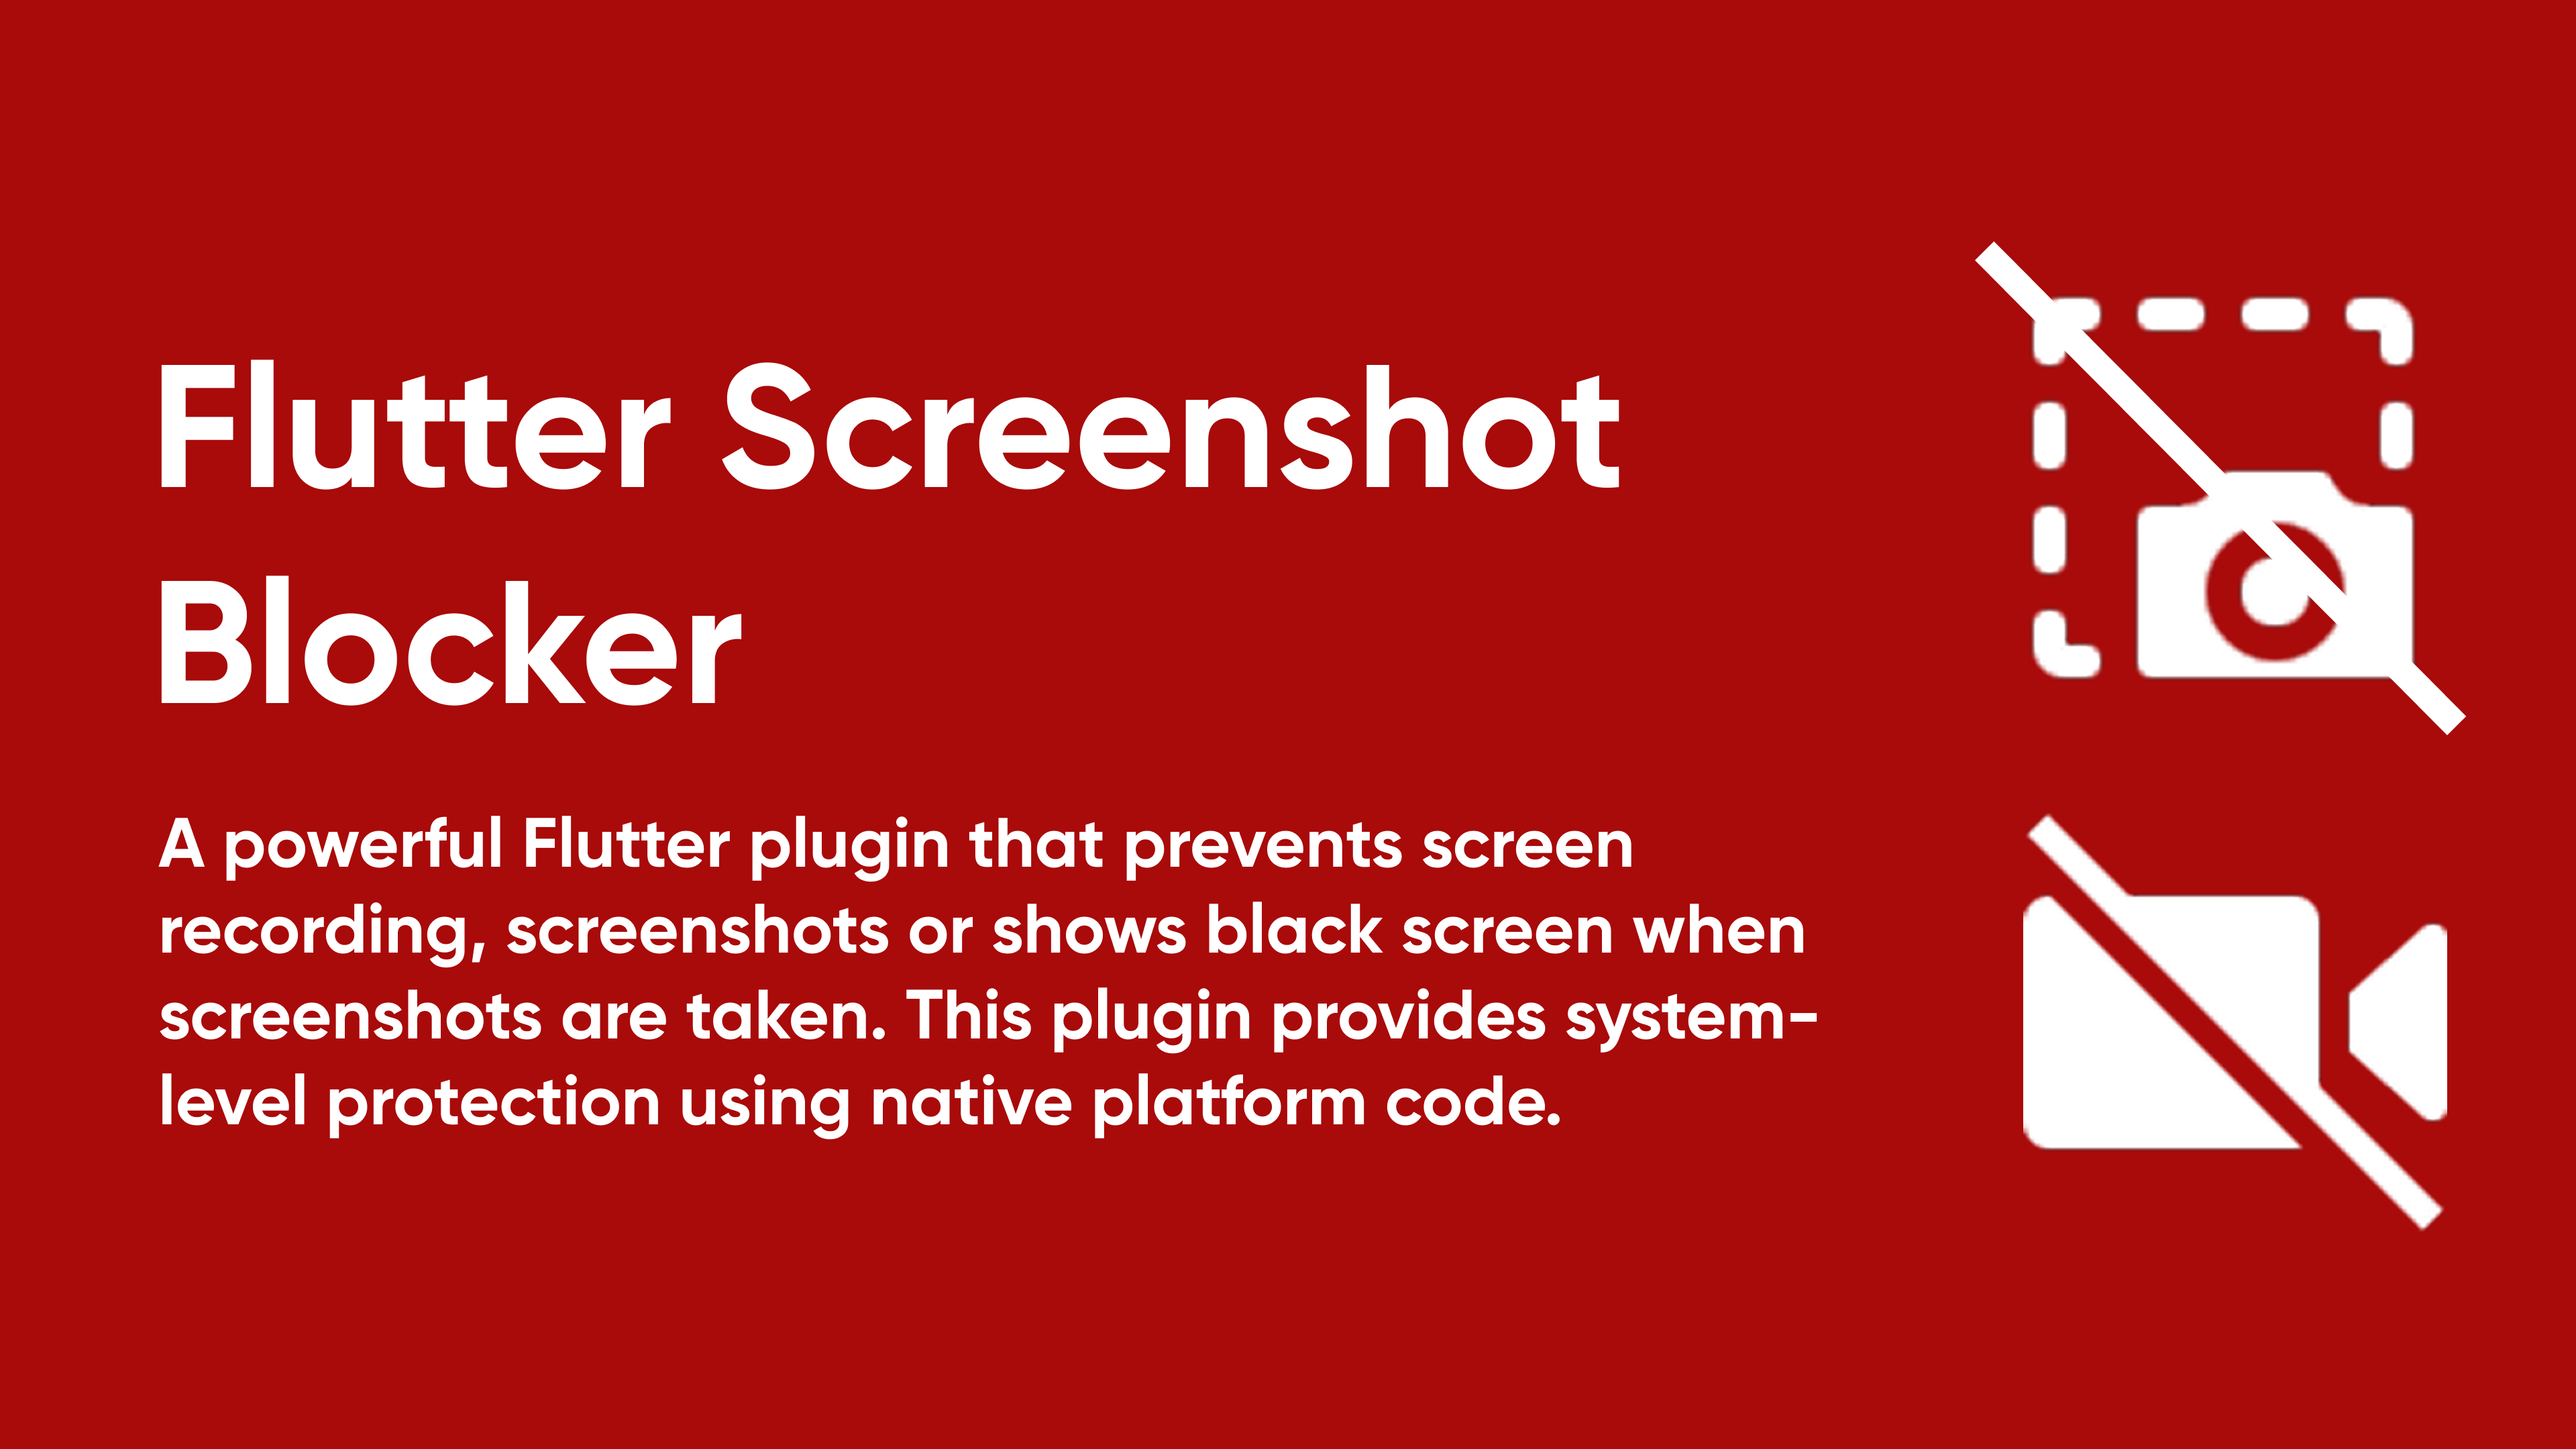 Flutter Screenshot
Blocker
A powerful Flutter plugin that prevents screen
recording, screenshots or shows black screen when
screenshots are taken. This plugin provides system-
level protection using native platform code.